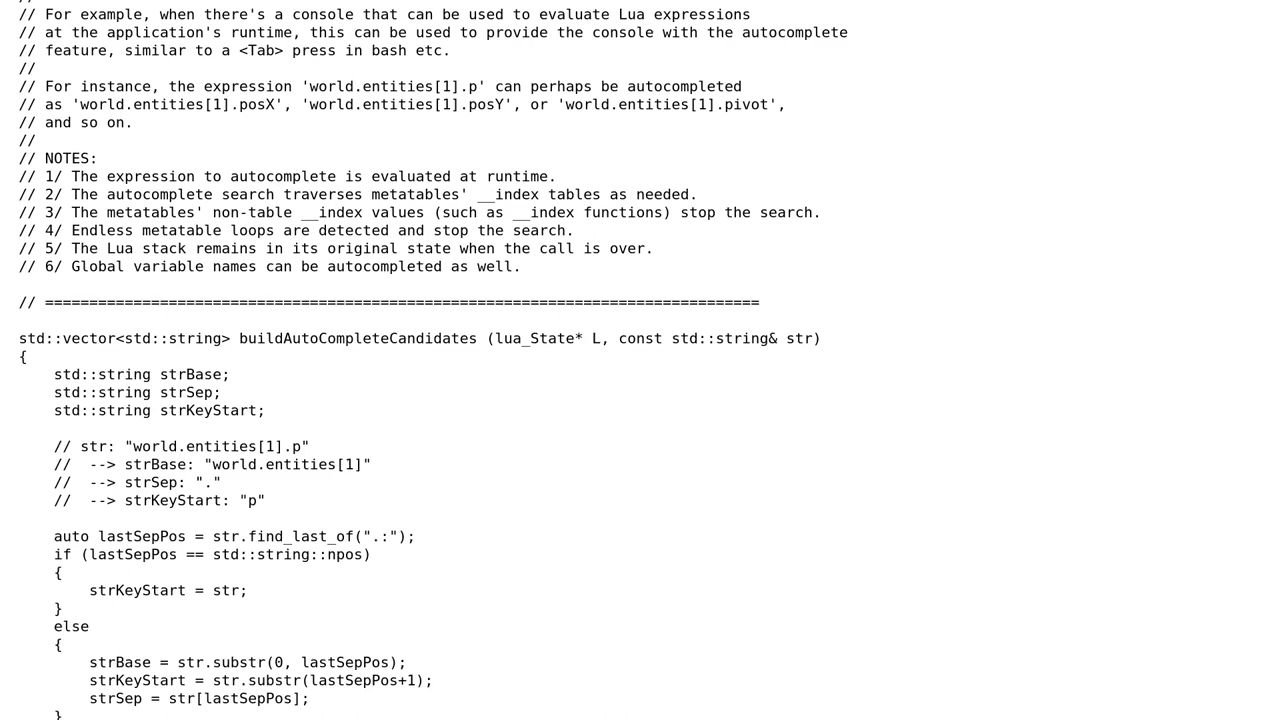 //
// For example, when there's a console that can be used to evaluate Lua expressions
// at the application's runtime, this can be used to provide the console with the autocomplete
// feature, similar to a <Tab> press in bash etc.
//
// For instance, the expression 'world.entities[1].p' can perhaps be autocompleted
// as 'world.entities[1].posX', 'world.entities[1].posY', or 'world.entities[1].pivot',
// and so on.
//
// NOTES:
// 1/ The expression to autocomplete is evaluated at runtime.
// 2/ The autocomplete search traverses metatables' __index tables as needed.
// 3/ The metatables' non-table __index values (such as __index functions) stop the search.
// 4/ Endless metatable loops are detected and stop the search.
// 5/ The Lua stack remains in its original state when the call is over.
// 6/ Global variable names can be autocompleted as well.
// =================================================================================
std::vector<std::string> buildAutoCompleteCandidates (lua_State* L, const std::string& str)
{
    std::string strBase;
    std::string strSep;
    std::string strKeyStart;
    // str: "world.entities[1].p"
    //  --> strBase: "world.entities[1]"
    //  --> strSep: "."
    //  --> strKeyStart: "p"
    auto lastSepPos = str.find_last_of(".:");
    if (lastSepPos == std::string::npos)
    {
        strKeyStart = str;
    }
    else
    {
        strBase = str.substr(0, lastSepPos);
        strKeyStart = str.substr(lastSepPos+1);
        strSep = str[lastSepPos];
    }